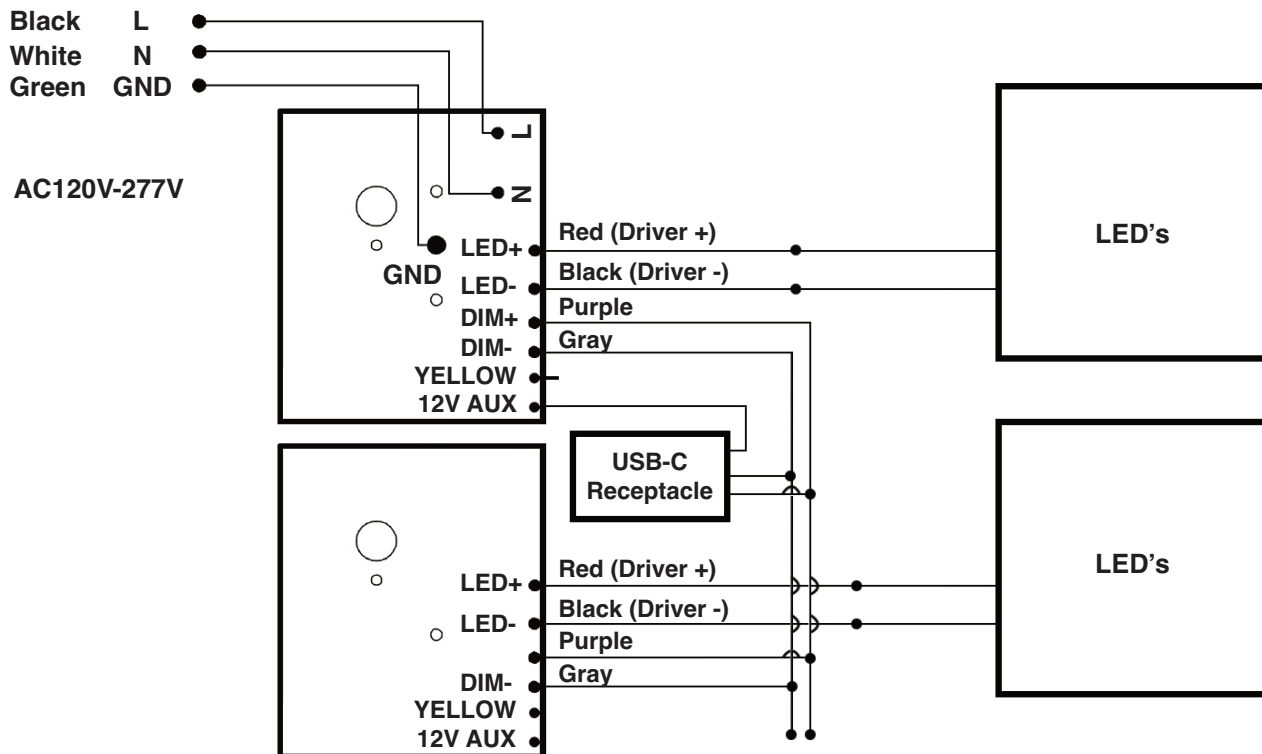 Black L
White N
Green GND
AC120V-277V
L
N
GND
LED+
LED-
DIM+
DIM-
YELLOW
12V AUX
Red (Driver +)
Black (Driver -)
Purple
Gray
LED's
USB-C
Receptacle
LED+
LED-
DIM-
YELLOW
12V AUX
Red (Driver +)
Black (Driver -)
Purple
Gray
LED's